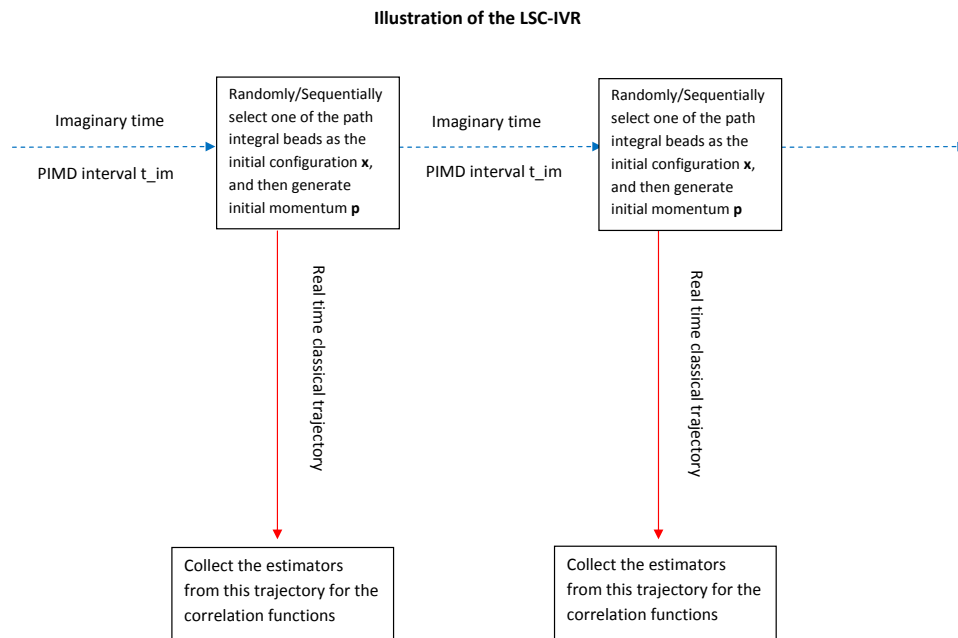 Illustration of the LSC-IVR
Imaginary time
PIMD interval t_im
Randomly/Sequentially
select one of the path
integral beads as the
initial configuration x,
and then generate
initial momentum p
Imaginary time
PIMD interval t_im
Randomly/Sequentially
select one of the path
integral beads as the
initial configuration x,
and then generate
initial momentum p
Real time classical trajectory
Real time classical trajectory
Collect the estimators
from this trajectory for the
correlation functions
Collect the estimators
from this trajectory for the
correlation functions